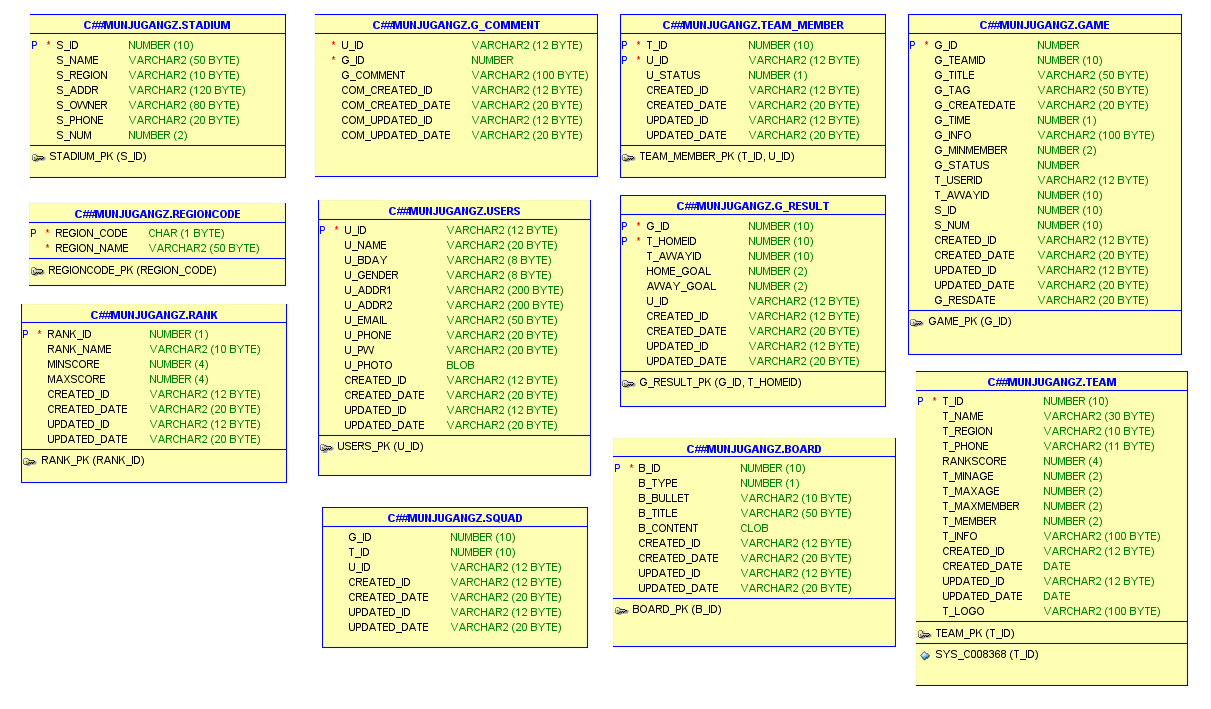 C##MUNJUGANGZ.STADIUM
P * S_ID NUMBER (10)
S_NAME VARCHAR2 (50 BYTE)
S_REGION VARCHAR2 (10 BYTE)
S_ADDR VARCHAR2 (120 BYTE)
S_OWNER VARCHAR2 (80 BYTE)
S_PHONE VARCHAR2 (20 BYTE)
S_NUM NUMBER (2)
STADIUM_PK (S_ID)
C##MUNJUGANGZ.G_COMMENT
* U_ID VARCHAR2 (12 BYTE)
* G_ID NUMBER
G_COMMENT VARCHAR2 (100 BYTE)
COM_CREATED_ID VARCHAR2 (12 BYTE)
COM_CREATED_DATE VARCHAR2 (20 BYTE)
COM_UPDATED_ID VARCHAR2 (12 BYTE)
COM_UPDATED_DATE VARCHAR2 (20 BYTE)
C##MUNJUGANGZ.TEAM_MEMBER
P * T_ID NUMBER (10)
P * U_ID VARCHAR2 (12 BYTE)
U_STATUS NUMBER (1)
CREATED_ID VARCHAR2 (12 BYTE)
CREATED_DATE VARCHAR2 (20 BYTE)
UPDATED_ID VARCHAR2 (12 BYTE)
UPDATED_DATE VARCHAR2 (20 BYTE)
TEAM_MEMBER_PK (T_ID, U_ID)
C##MUNJUGANGZ.GAME
P * G_ID NUMBER
G_TEAMID NUMBER (10)
G_TITLE VARCHAR2 (50 BYTE)
G_TAG VARCHAR2 (50 BYTE)
G_CREATEDATE VARCHAR2 (20 BYTE)
G_TIME NUMBER (1)
G_INFO VARCHAR2 (100 BYTE)
G_MINMEMBER NUMBER (2)
G_STATUS NUMBER
T_USERID VARCHAR2 (12 BYTE)
T_AWAYID NUMBER (10)
S_ID NUMBER (10)
S_NUM NUMBER (10)
CREATED_ID VARCHAR2 (12 BYTE)
CREATED_DATE VARCHAR2 (20 BYTE)
UPDATED_ID VARCHAR2 (12 BYTE)
UPDATED_DATE VARCHAR2 (20 BYTE)
G_RESDATE VARCHAR2 (20 BYTE)
GAME_PK (G_ID)
C##MUNJUGANGZ.REGIONCODE
P * REGION_CODE CHAR (1 BYTE)
* REGION_NAME VARCHAR2 (50 BYTE)
REGIONCODE_PK (REGION_CODE)
C##MUNJUGANGZ.USERS
P * U_ID VARCHAR2 (12 BYTE)
U_NAME VARCHAR2 (20 BYTE)
U_BDAY VARCHAR2 (8 BYTE)
U_GENDER VARCHAR2 (8 BYTE)
U_ADDR1 VARCHAR2 (200 BYTE)
U_ADDR2 VARCHAR2 (200 BYTE)
U_EMAIL VARCHAR2 (50 BYTE)
U_PHONE VARCHAR2 (20 BYTE)
U_PW VARCHAR2 (20 BYTE)
U_PHOTO BLOB
CREATED_ID VARCHAR2 (12 BYTE)
CREATED_DATE VARCHAR2 (20 BYTE)
UPDATED_ID VARCHAR2 (12 BYTE)
UPDATED_DATE VARCHAR2 (20 BYTE)
USERS_PK (U_ID)
C##MUNJUGANGZ.G_RESULT
P * G_ID NUMBER (10)
P * T_HOMEID NUMBER (10)
T_AWAYID NUMBER (10)
HOME_GOAL NUMBER (2)
AWAY_GOAL NUMBER (2)
U_ID VARCHAR2 (12 BYTE)
CREATED_ID VARCHAR2 (12 BYTE)
CREATED_DATE VARCHAR2 (20 BYTE)
UPDATED_ID VARCHAR2 (12 BYTE)
UPDATED_DATE VARCHAR2 (20 BYTE)
G_RESULT_PK (G_ID, T_HOMEID)
C##MUNJUGANGZ.RANK
P * RANK_ID NUMBER (1)
RANK_NAME VARCHAR2 (10 BYTE)
MINSCORE NUMBER (4)
MAXSCORE NUMBER (4)
CREATED_ID VARCHAR2 (12 BYTE)
CREATED_DATE VARCHAR2 (20 BYTE)
UPDATED_ID VARCHAR2 (12 BYTE)
UPDATED_DATE VARCHAR2 (20 BYTE)
RANK_PK (RANK_ID)
C##MUNJUGANGZ.TEAM
P * T_ID NUMBER (10)
T_NAME VARCHAR2 (30 BYTE)
T_REGION VARCHAR2 (10 BYTE)
T_PHONE VARCHAR2 (11 BYTE)
RANKSCORE NUMBER (4)
T_MINAGE NUMBER (2)
T_MAXAGE NUMBER (2)
T_MAXMEMBER NUMBER (2)
T_MEMBER NUMBER (2)
T_INFO VARCHAR2 (100 BYTE)
CREATED_ID VARCHAR2 (12 BYTE)
CREATED_DATE DATE
UPDATED_ID VARCHAR2 (12 BYTE)
UPDATED_DATE DATE
T_LOGO VARCHAR2 (100 BYTE)
TEAM_PK (T_ID)
SYS_C008368 (T_ID)
C##MUNJUGANGZ.BOARD
P * B_ID NUMBER (10)
B_TYPE NUMBER (1)
B_BULLET VARCHAR2 (10 BYTE)
B_TITLE VARCHAR2 (50 BYTE)
B_CONTENT CLOB
CREATED_ID VARCHAR2 (12 BYTE)
CREATED_DATE VARCHAR2 (20 BYTE)
UPDATED_ID VARCHAR2 (12 BYTE)
UPDATED_DATE VARCHAR2 (20 BYTE)
BOARD_PK (B_ID)
C##MUNJUGANGZ.SQUAD
G_ID NUMBER (10)
T_ID NUMBER (10)
U_ID VARCHAR2 (12 BYTE)
CREATED_ID VARCHAR2 (12 BYTE)
CREATED_DATE VARCHAR2 (20 BYTE)
UPDATED_ID VARCHAR2 (12 BYTE)
UPDATED_DATE VARCHAR2 (20 BYTE)